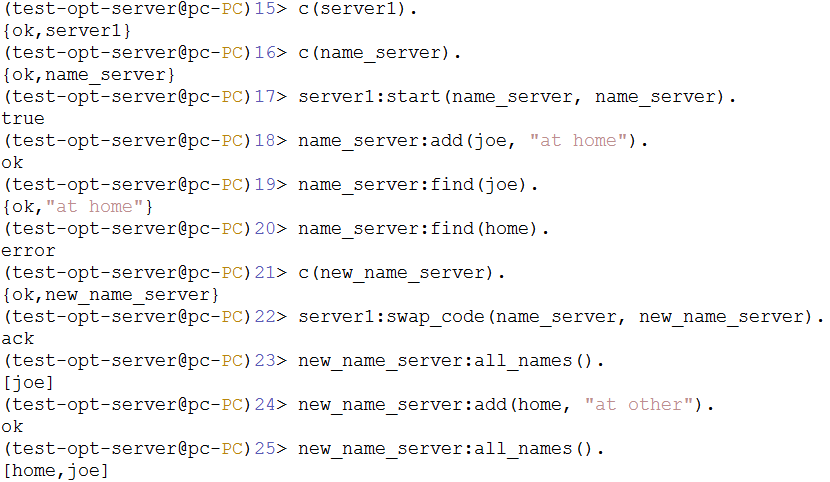 (test-opt-server@pc-PC)15> c(server1).
{ok,server1}
(test-opt-server@pc-PC)16> c(name_server).
{ok,name_server}
(test-opt-server@pc-PC)17> server1:start(name_server, name_server).
true
(test-opt-server@pc-PC)18> name_server:add(joe, "at home").
ok
(test-opt-server@pc-PC)19> name_server:find(joe).
{ok,"at home"}
(test-opt-server@pc-PC)20> name_server:find(home).
error
(test-opt-server@pc-PC)21> c(new_name_server).
{ok,new_name_server}
(test-opt-server@pc-PC)22> server1:swap_code(name_server, new_name_server).
ack
(test-opt-server@pc-PC)23> new_name_server:all_names().
[joe]
(test-opt-server@pc-PC)24> new_name_server:add(home, "at other").
ok
(test-opt-server@pc-PC)25> new_name_server:all_names().
[home,joe]